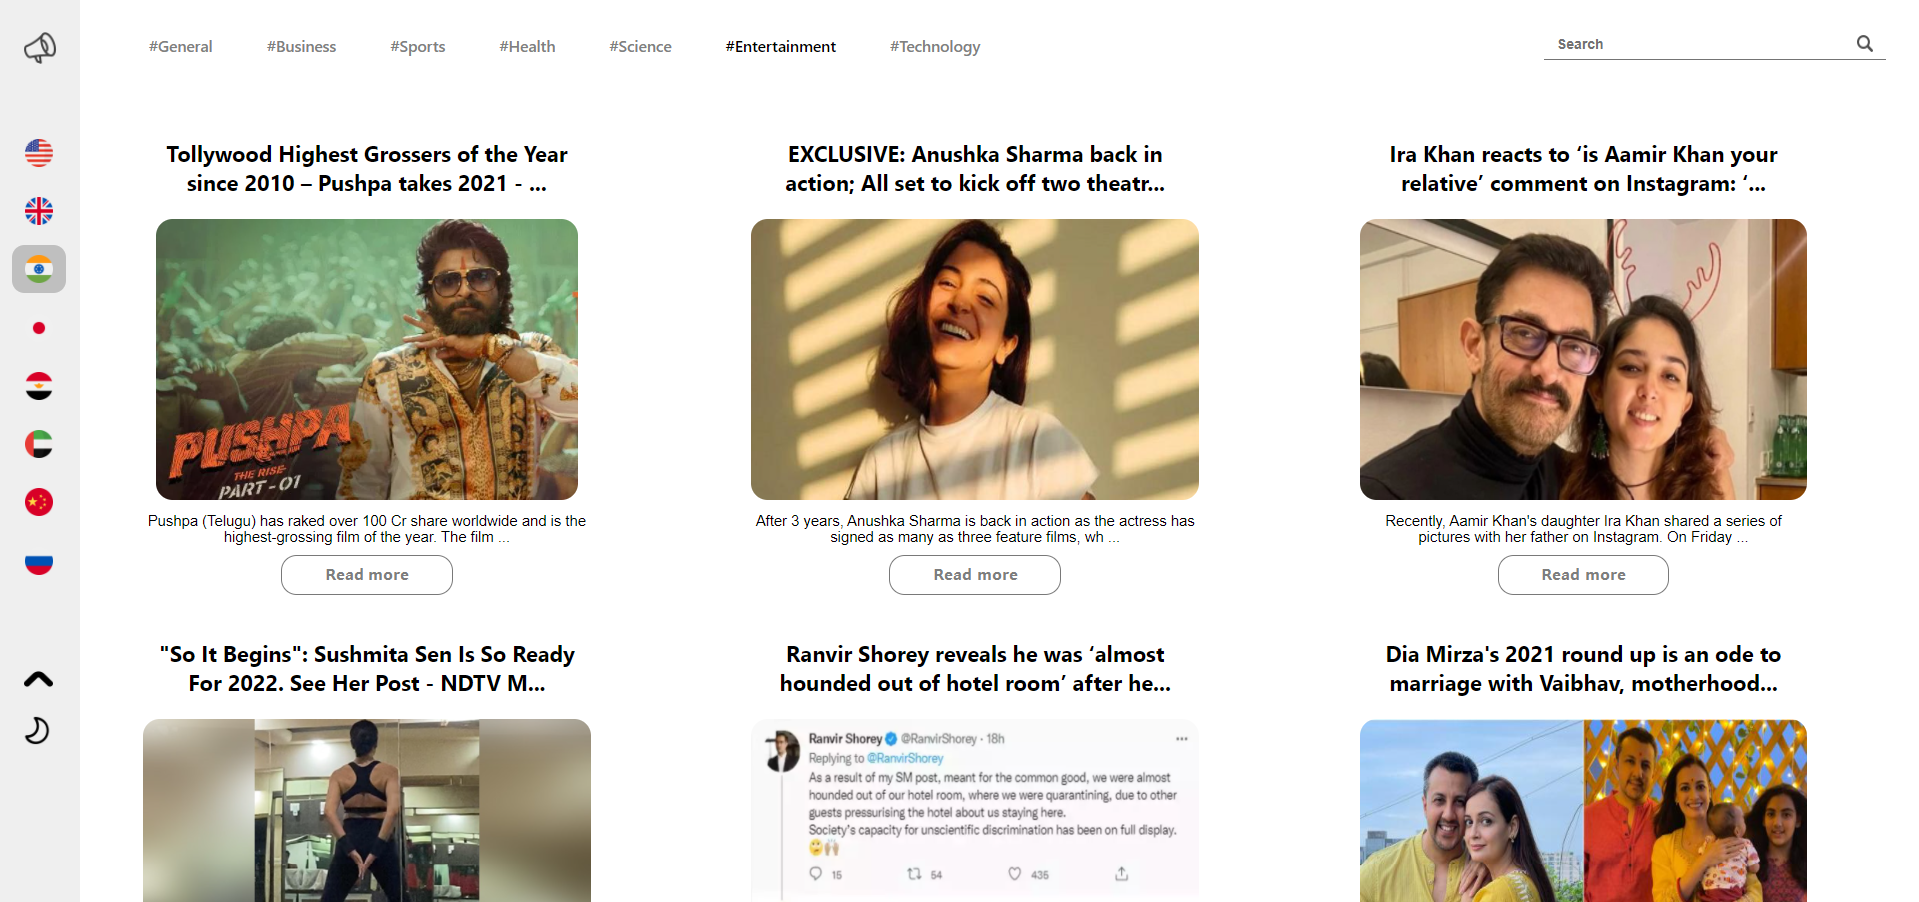 #General
#Business
#Sports
#Health
#Science
#Entertainment
#Technology
Search
Tollywood Highest Grossers of the Year
since 2010 – Pushpa takes 2021 - ...
EXCLUSIVE: Anushka Sharma back in
action; All set to kick off two theatr...
Ira Khan reacts to ‘is Aamir Khan your
relative’ comment on Instagram: ‘...
PUSHPA
THE RISE-
PART-01
Pushpa (Telugu) has raked over 100 Cr share worldwide and is the
highest-grossing film of the year. The film ...
Read more
After 3 years, Anushka Sharma is back in action as the actress has
signed as many as three feature films, wh ...
Read more
Recently, Aamir Khan's daughter Ira Khan shared a series of
pictures with her father on Instagram. On Friday ...
Read more
"So It Begins": Sushmita Sen Is So Ready
For 2022. See Her Post - NDTV M...
Ranvir Shorey reveals he was ‘almost
hounded out of hotel room’ after he...
Dia Mirza's 2021 round up is an ode to
marriage with Vaibhav, motherhood...
Ranvir Shorey @RanvirShorey · 18h
Replying to @RanvirShorey
As a result of my SM post, meant for the common good, we were almost
hounded out of our hotel room, where we were quarantining, due to other
guests pressurising the hotel about us staying here.
Society's capacity for unscientific discrimination has been on full display.
15
54
435